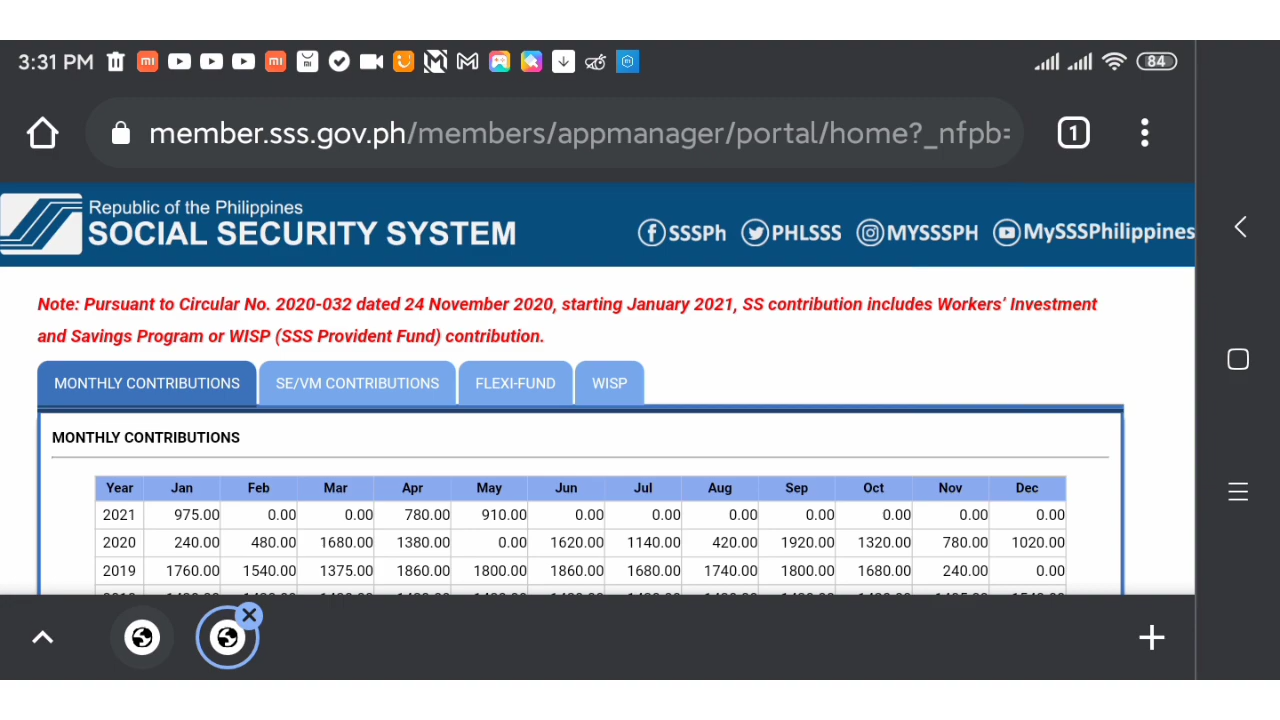 3:31 PM
84
member.sss.gov.ph/members/appmanager/portal/home?_nfpb=
1
Republic of the Philippines
SOCIAL SECURITY SYSTEM
SSSPh PHLSSS MYSSSPH MySSSPhilippines
Note: Pursuant to Circular No. 2020-032 dated 24 November 2020, starting January 2021, SS contribution includes Workers' Investment
and Savings Program or WISP (SSS Provident Fund) contribution.
MONTHLY CONTRIBUTIONS SE/VM CONTRIBUTIONS FLEXI-FUND WISP
MONTHLY CONTRIBUTIONS
Year Jan Feb Mar Apr May Jun Jul Aug Sep Oct Nov Dec
2021 975.00 0.00 0.00 780.00 910.00 0.00 0.00 0.00 0.00 0.00 0.00 0.00
2020 240.00 480.00 1680.00 1380.00 0.00 1620.00 1140.00 420.00 1920.00 1320.00 780.00 1020.00
2019 1760.00 1540.00 1375.00 1860.00 1800.00 1860.00 1680.00 1740.00 1800.00 1680.00 240.00 0.00